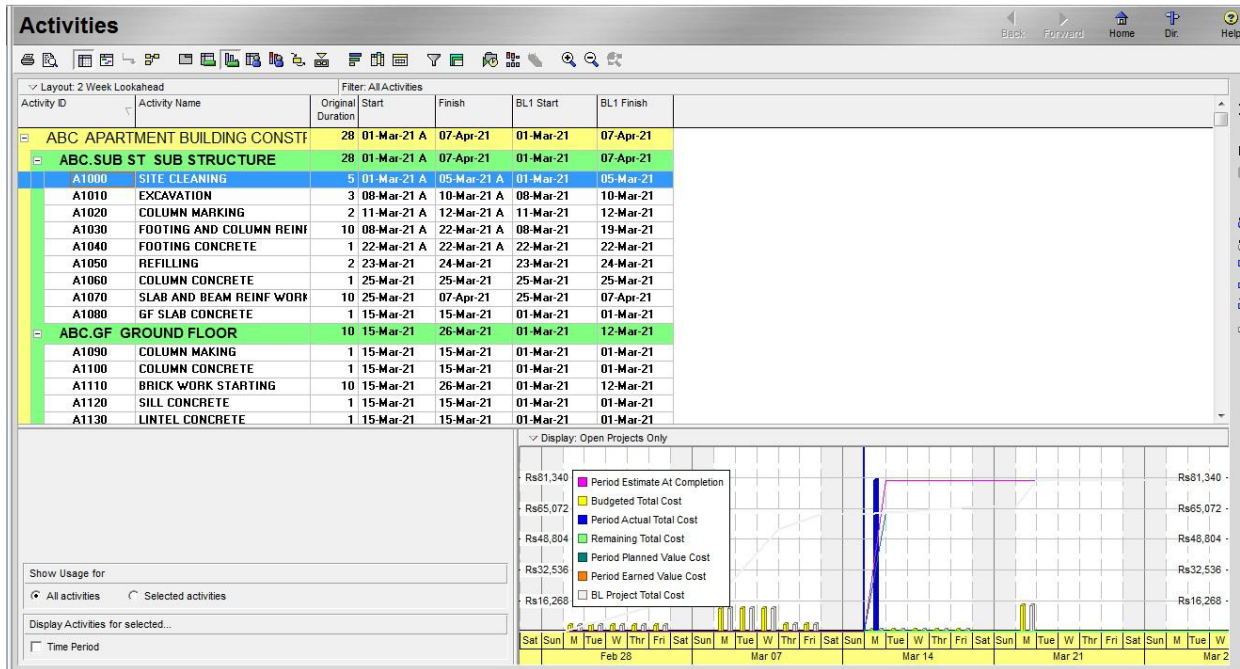 Activities
Back Forward Home Dir. Help
Layout: 2 Week Lookahead Filter: All Activities
Activity ID Activity Name Original Duration Start Finish BL1 Start BL1 Finish
ABC APARTMENT BUILDING CONSTF 28 01-Mar-21 A 07-Apr-21 01-Mar-21 07-Apr-21
ABC.SUB ST SUB STRUCTURE 28 01-Mar-21 A 07-Apr-21 01-Mar-21 07-Apr-21
A1000 SITE CLEANING 5 01-Mar-21 A 05-Mar-21 A 01-Mar-21 05-Mar-21
A1010 EXCAVATION 3 08-Mar-21 A 10-Mar-21 A 08-Mar-21 10-Mar-21
A1020 COLUMN MARKING 2 11-Mar-21 A 12-Mar-21 A 11-Mar-21 12-Mar-21
A1030 FOOTING AND COLUMN REINF 10 08-Mar-21 A 22-Mar-21 A 08-Mar-21 19-Mar-21
A1040 FOOTING CONCRETE 1 22-Mar-21 A 22-Mar-21 A 22-Mar-21 22-Mar-21
A1050 REFILLING 2 23-Mar-21 24-Mar-21 23-Mar-21 24-Mar-21
A1060 COLUMN CONCRETE 1 25-Mar-21 25-Mar-21 25-Mar-21 25-Mar-21
A1070 SLAB AND BEAM REINF WORK 10 25-Mar-21 07-Apr-21 25-Mar-21 07-Apr-21
A1080 GF SLAB CONCRETE 1 15-Mar-21 15-Mar-21 01-Mar-21 01-Mar-21
ABC.GF GROUND FLOOR 10 15-Mar-21 26-Mar-21 01-Mar-21 12-Mar-21
A1090 COLUMN MAKING 1 15-Mar-21 15-Mar-21 01-Mar-21 01-Mar-21
A1100 COLUMN CONCRETE 1 15-Mar-21 15-Mar-21 01-Mar-21 01-Mar-21
A1110 BRICK WORK STARTING 10 15-Mar-21 26-Mar-21 01-Mar-21 12-Mar-21
A1120 SILL CONCRETE 1 15-Mar-21 15-Mar-21 01-Mar-21 01-Mar-21
A1130 LINTEL CONCRETE 1 15-Mar-21 15-Mar-21 01-Mar-21 01-Mar-21
Show Usage for
All activities Selected activities
Display Activities for selected...
Time Period
Display: Open Projects Only
Rs81,340 Period Estimate At Completion Rs81,340
Budgeted Total Cost
Rs65,072 Period Actual Total Cost Rs65,072
Rs48,804 Remaining Total Cost Rs48,804
Period Planned Value Cost
Rs32,536 Period Earned Value Cost Rs32,536
Rs16,268 BL Project Total Cost Rs16,268
Sat Sun M Tue W Thr Fri Sat Sun M Tue W Thr Fri Sat Sun M Tue W Thr Fri Sat Sun M Tue W Thr Fri Sat Sun M Tue W
Feb 28 Mar 07 Mar 14 Mar 21 Mar 2